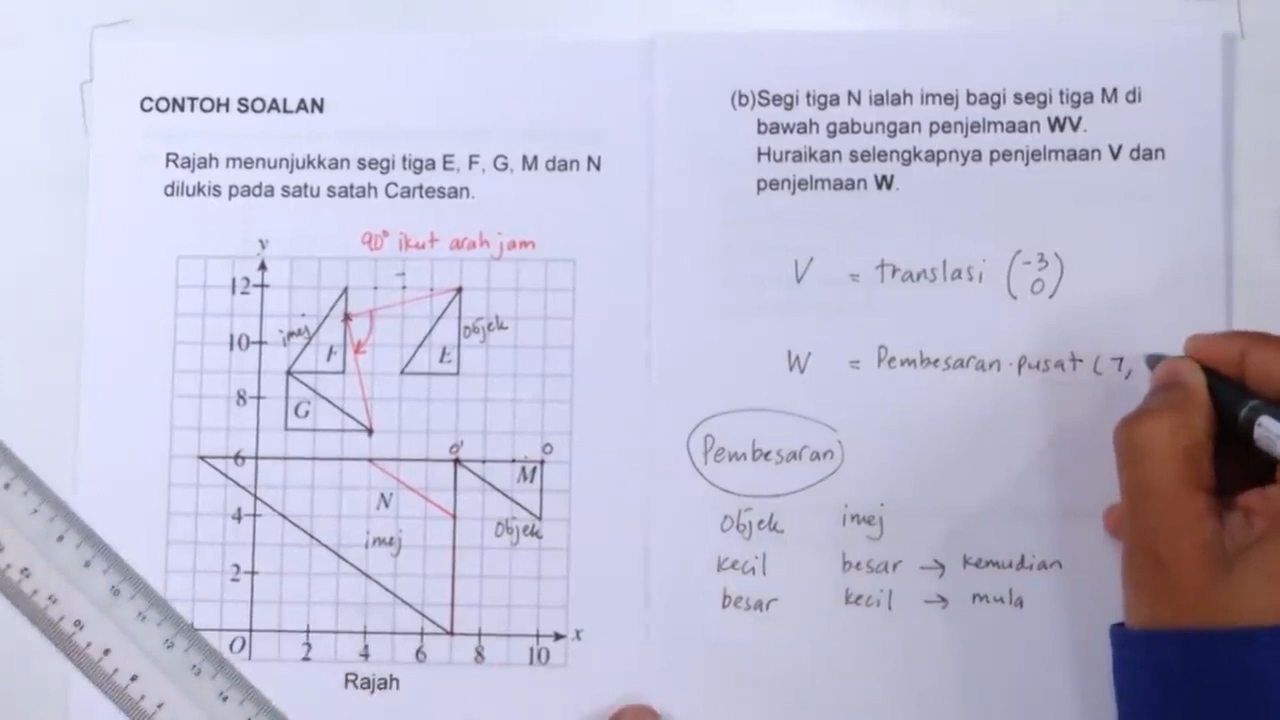 CONTOH SOALAN
Rajah menunjukkan segi tiga E, F, G, M dan N
dilukis pada satu satah Cartesan.
90° ikut arah jam
y
12
10
8
6
4
2
O
2 4 6 8 10 x
imej
F
E
objek
G
O' O
M
objek
N
imej
Rajah
(b)Segi tiga N ialah imej bagi segi tiga M di
bawah gabungan penjelmaan WV.
Huraikan selengkapnya penjelmaan V dan
penjelmaan W.
V = translasi (-3 0)
W = Pembesaran. pusat (7,
Pembesaran
objek imej
kecil besar → kemudian
besar kecil → mula